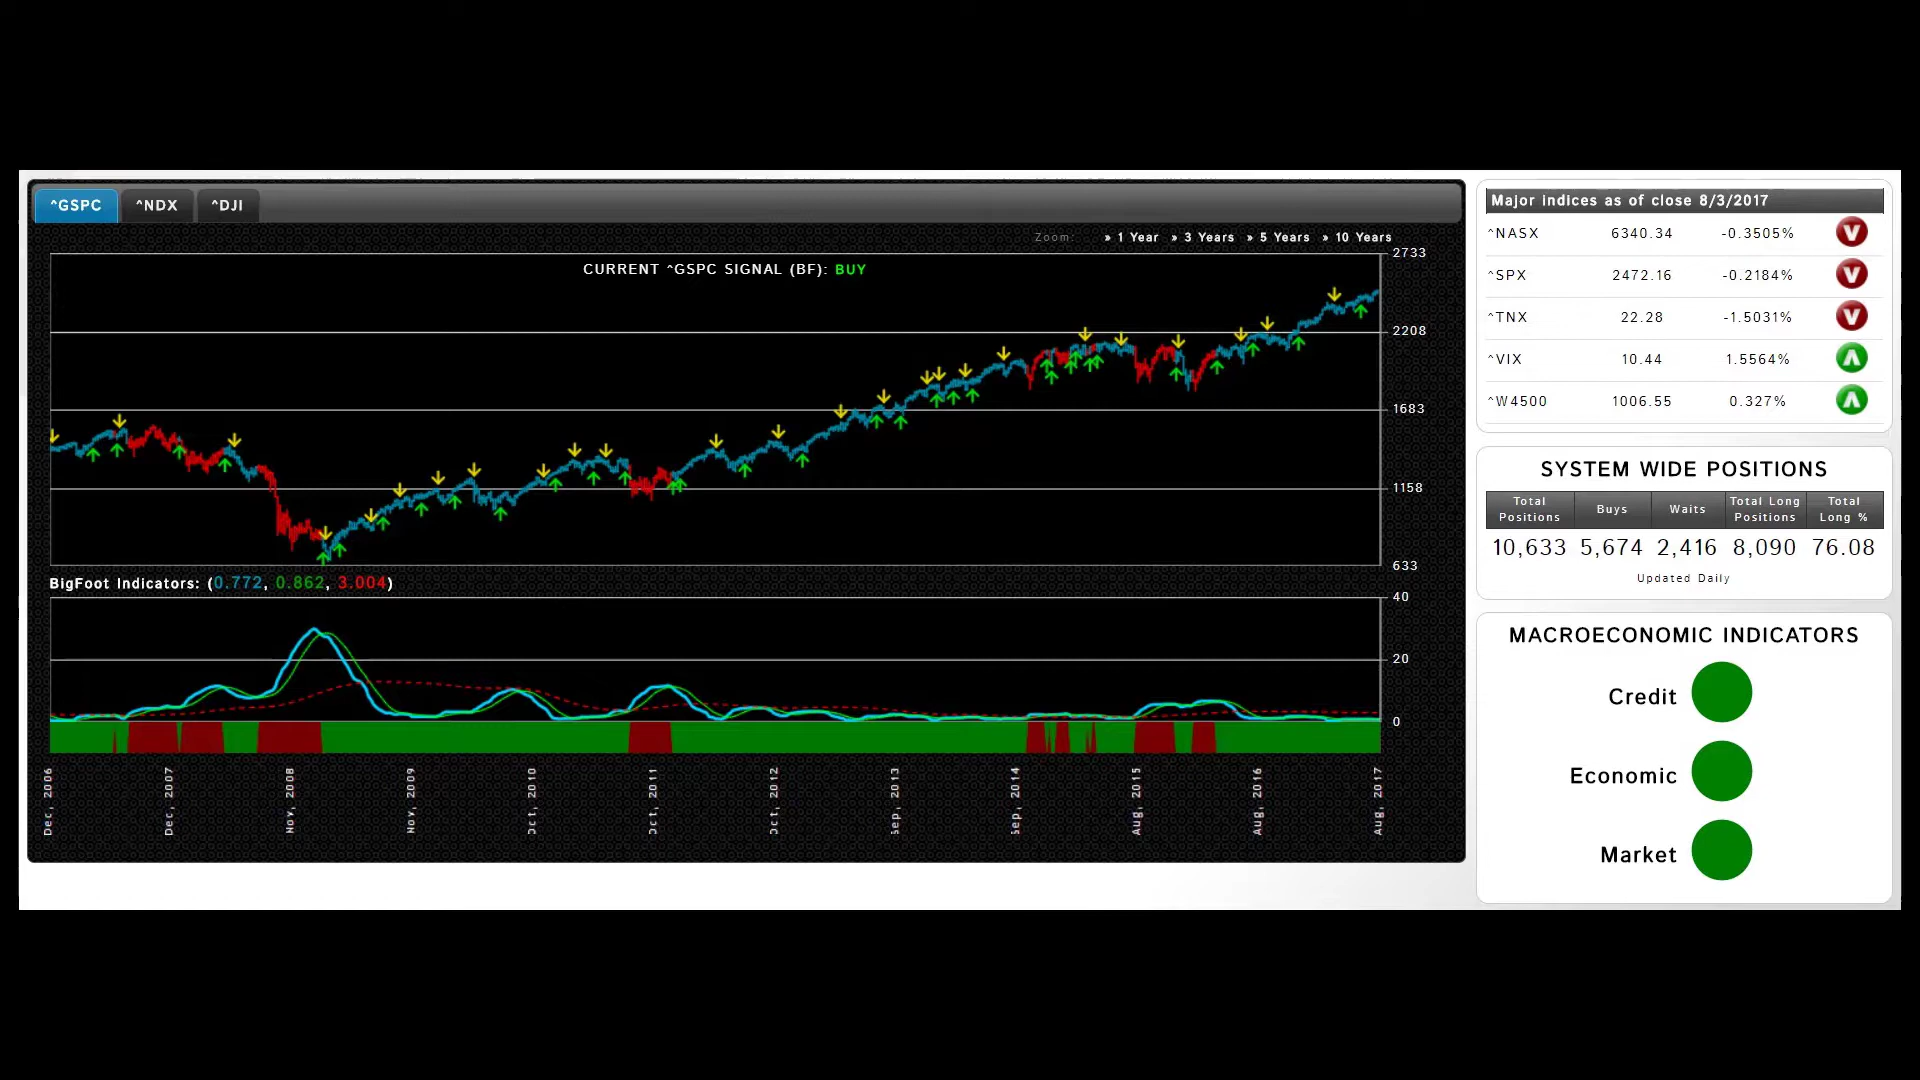 ^GSPC ^NDX ^DJI
Zoom: » 1 Year » 3 Years » 5 Years » 10 Years
CURRENT ^GSPC SIGNAL (BF): BUY
2733
2208
1683
1158
633
BigFoot Indicators: (0.772, 0.862, 3.004)
40
20
0
Dec, 2006
Dec, 2007
Nov, 2008
Nov, 2009
Oct, 2010
Oct, 2011
Oct, 2012
Sep, 2013
Sep, 2014
Aug, 2015
Aug, 2016
Aug, 2017
Major indices as of close 8/3/2017
^NASX 6340.34 -0.3505%
^SPX 2472.16 -0.2184%
^TNX 22.28 -1.5031%
^VIX 10.44 1.5564%
^W4500 1006.55 0.327%
SYSTEM WIDE POSITIONS
Total Positions Buys Waits Total Long Positions Total Long %
10,633 5,674 2,416 8,090 76.08
Updated Daily
MACROECONOMIC INDICATORS
Credit
Economic
Market